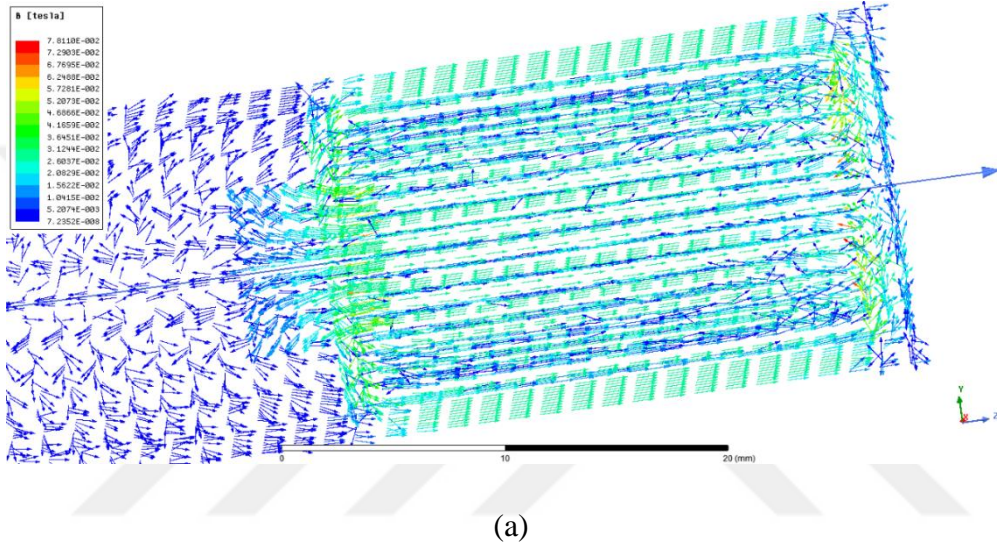 B [tesla]
7.8110E-002
7.2903E-002
6.7695E-002
6.2488E-002
5.7281E-002
5.2073E-002
4.6866E-002
4.1659E-002
3.6451E-002
3.1244E-002
2.6037E-002
2.0829E-002
1.5622E-002
1.0415E-002
5.2074E-003
7.2352E-008
Y
X
Z
0 10 20 (mm)
(a)